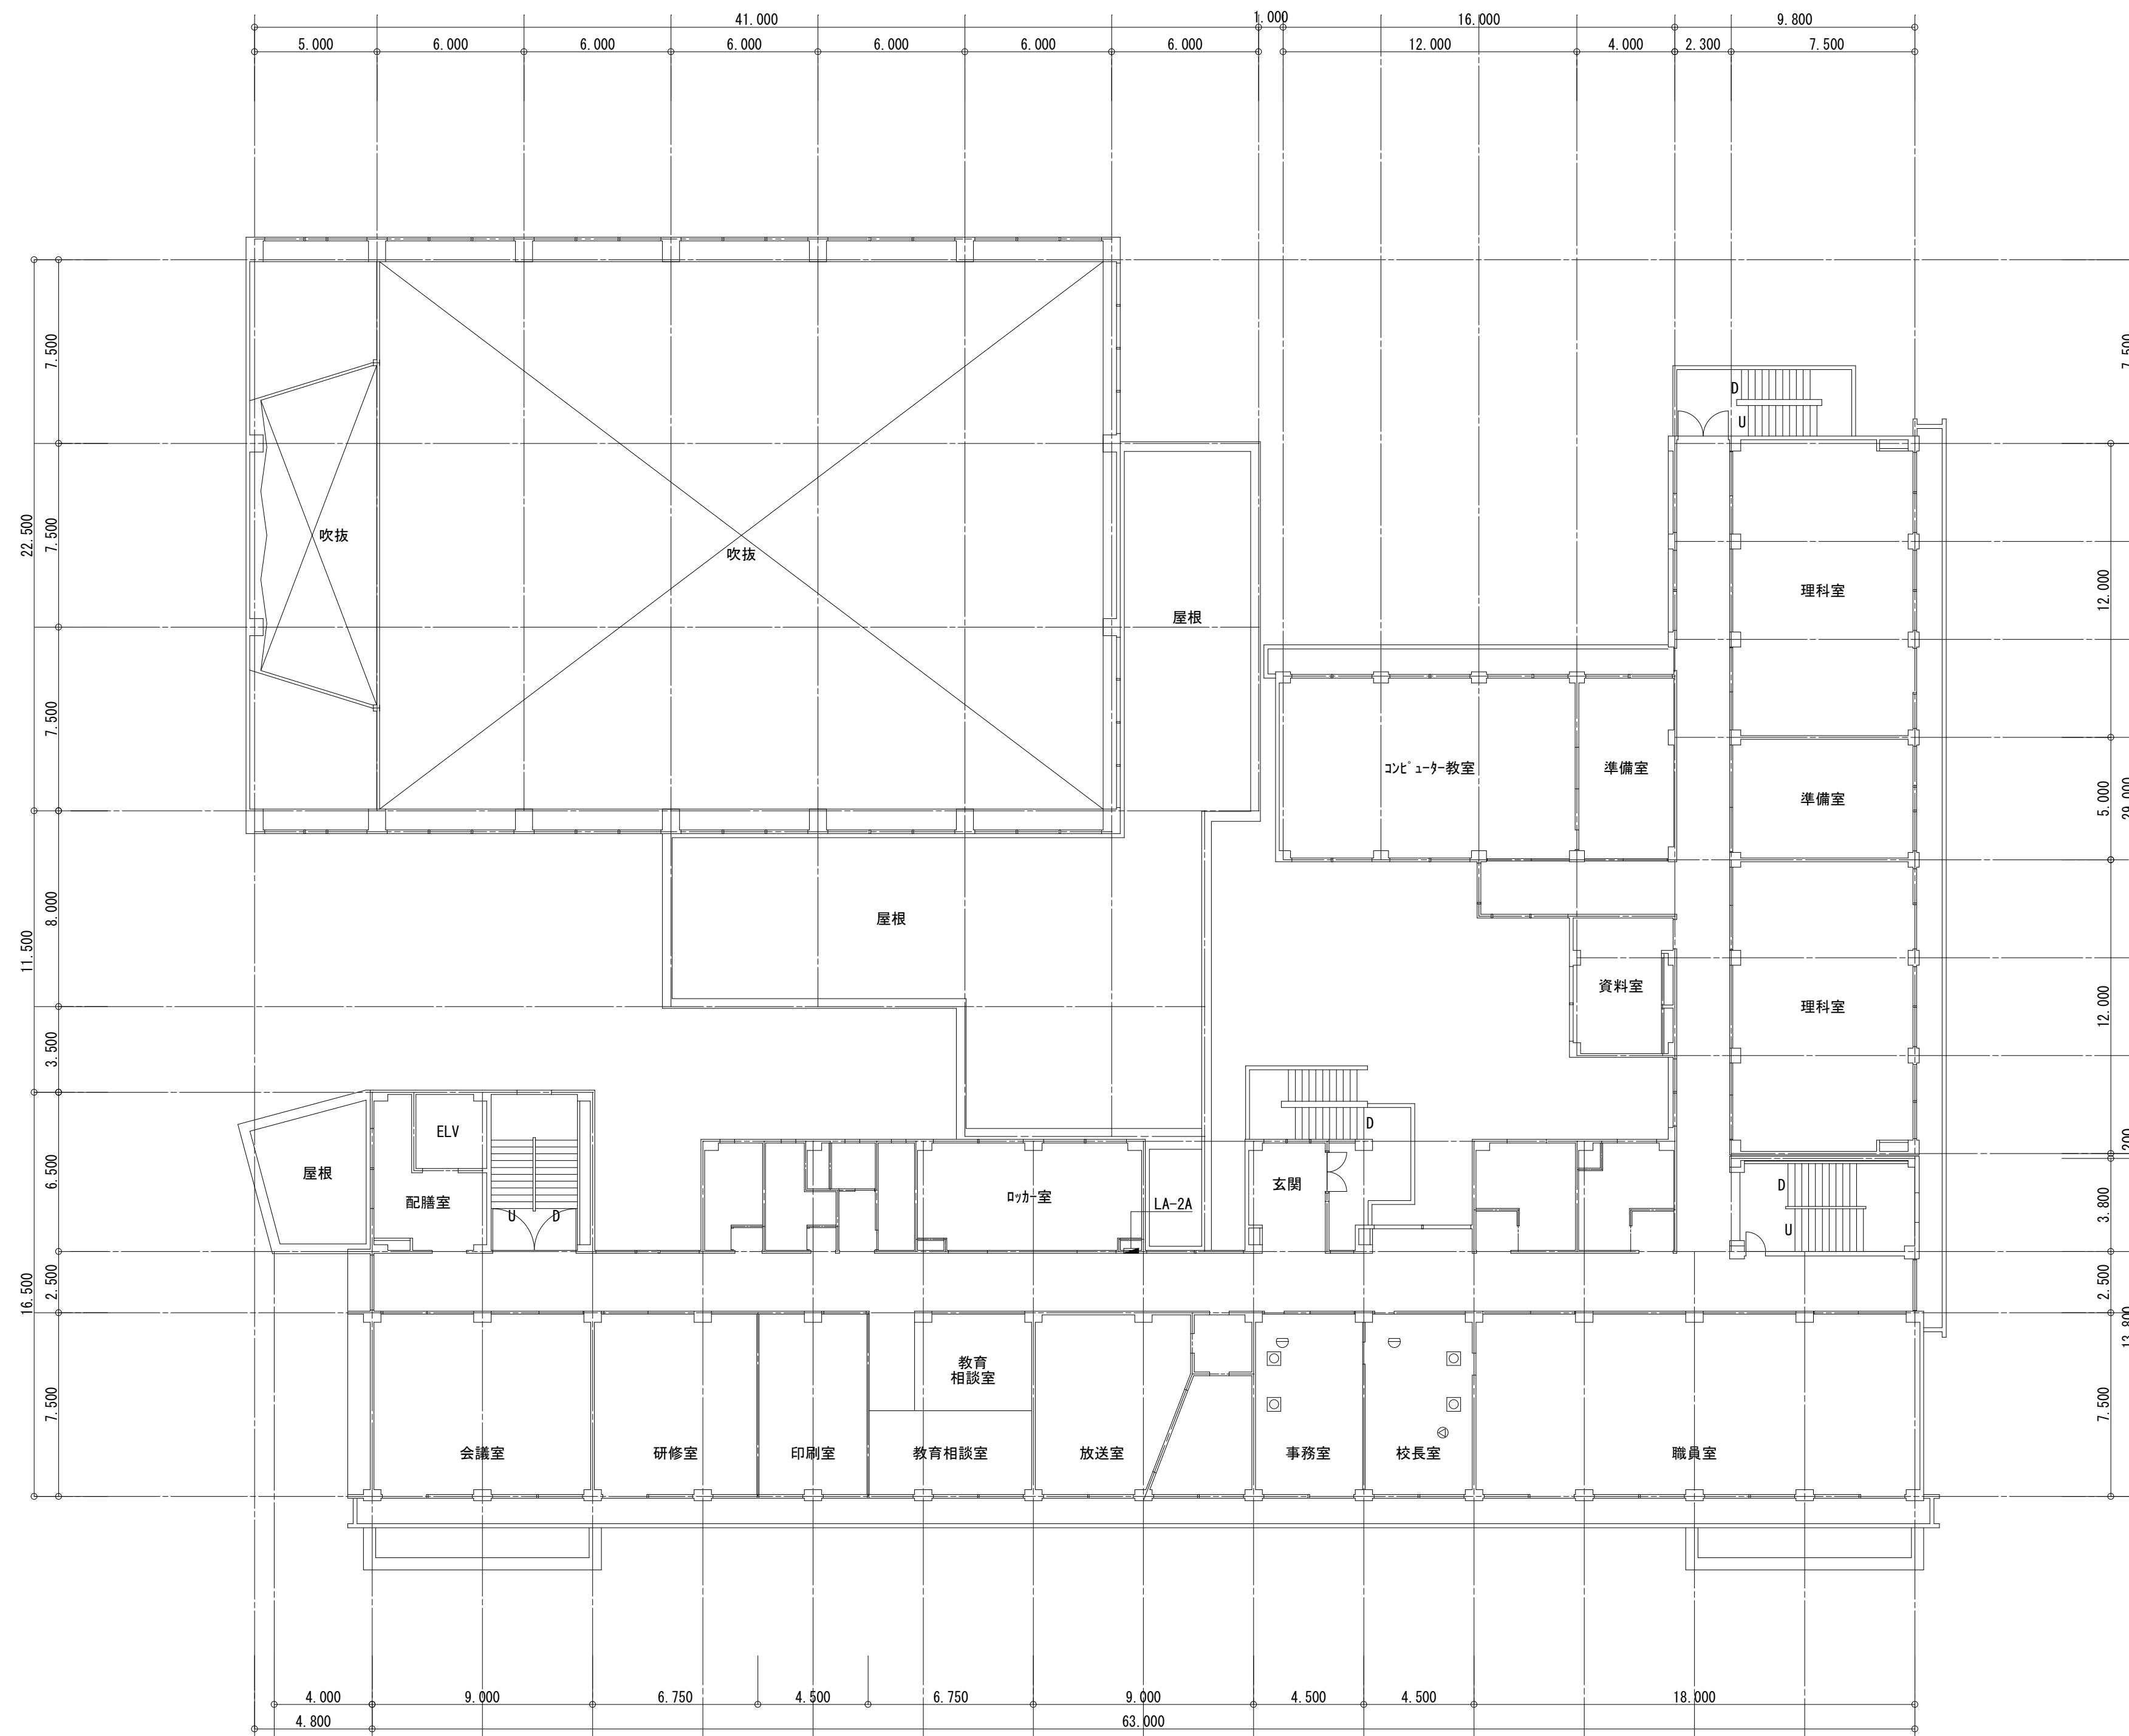 41.000
1.000
16.000
9.800
5.000
6.000
6.000
6.000
6.000
6.000
6.000
12.000
4.000
2.300
7.500
7.500
7.500
D
U
22.500
7.500
吹抜
吹抜
屋根
理科室
12.000
7.500
コンピューター教室
準備室
準備室
5.000
29.000
8.000
屋根
11.500
資料室
理科室
12.000
3.500
ELV
D
6.500
屋根
配膳室
U
D
ロッカー室
LA-2A
玄関
D
U
3.800
200
16.500
2.500
2.500
13.800
教育
相談室
7.500
会議室
研修室
印刷室
教育相談室
放送室
事務室
校長室
職員室
7.500
4.000
9.000
6.750
4.500
6.750
9.000
4.500
4.500
18.000
4.800
63.000